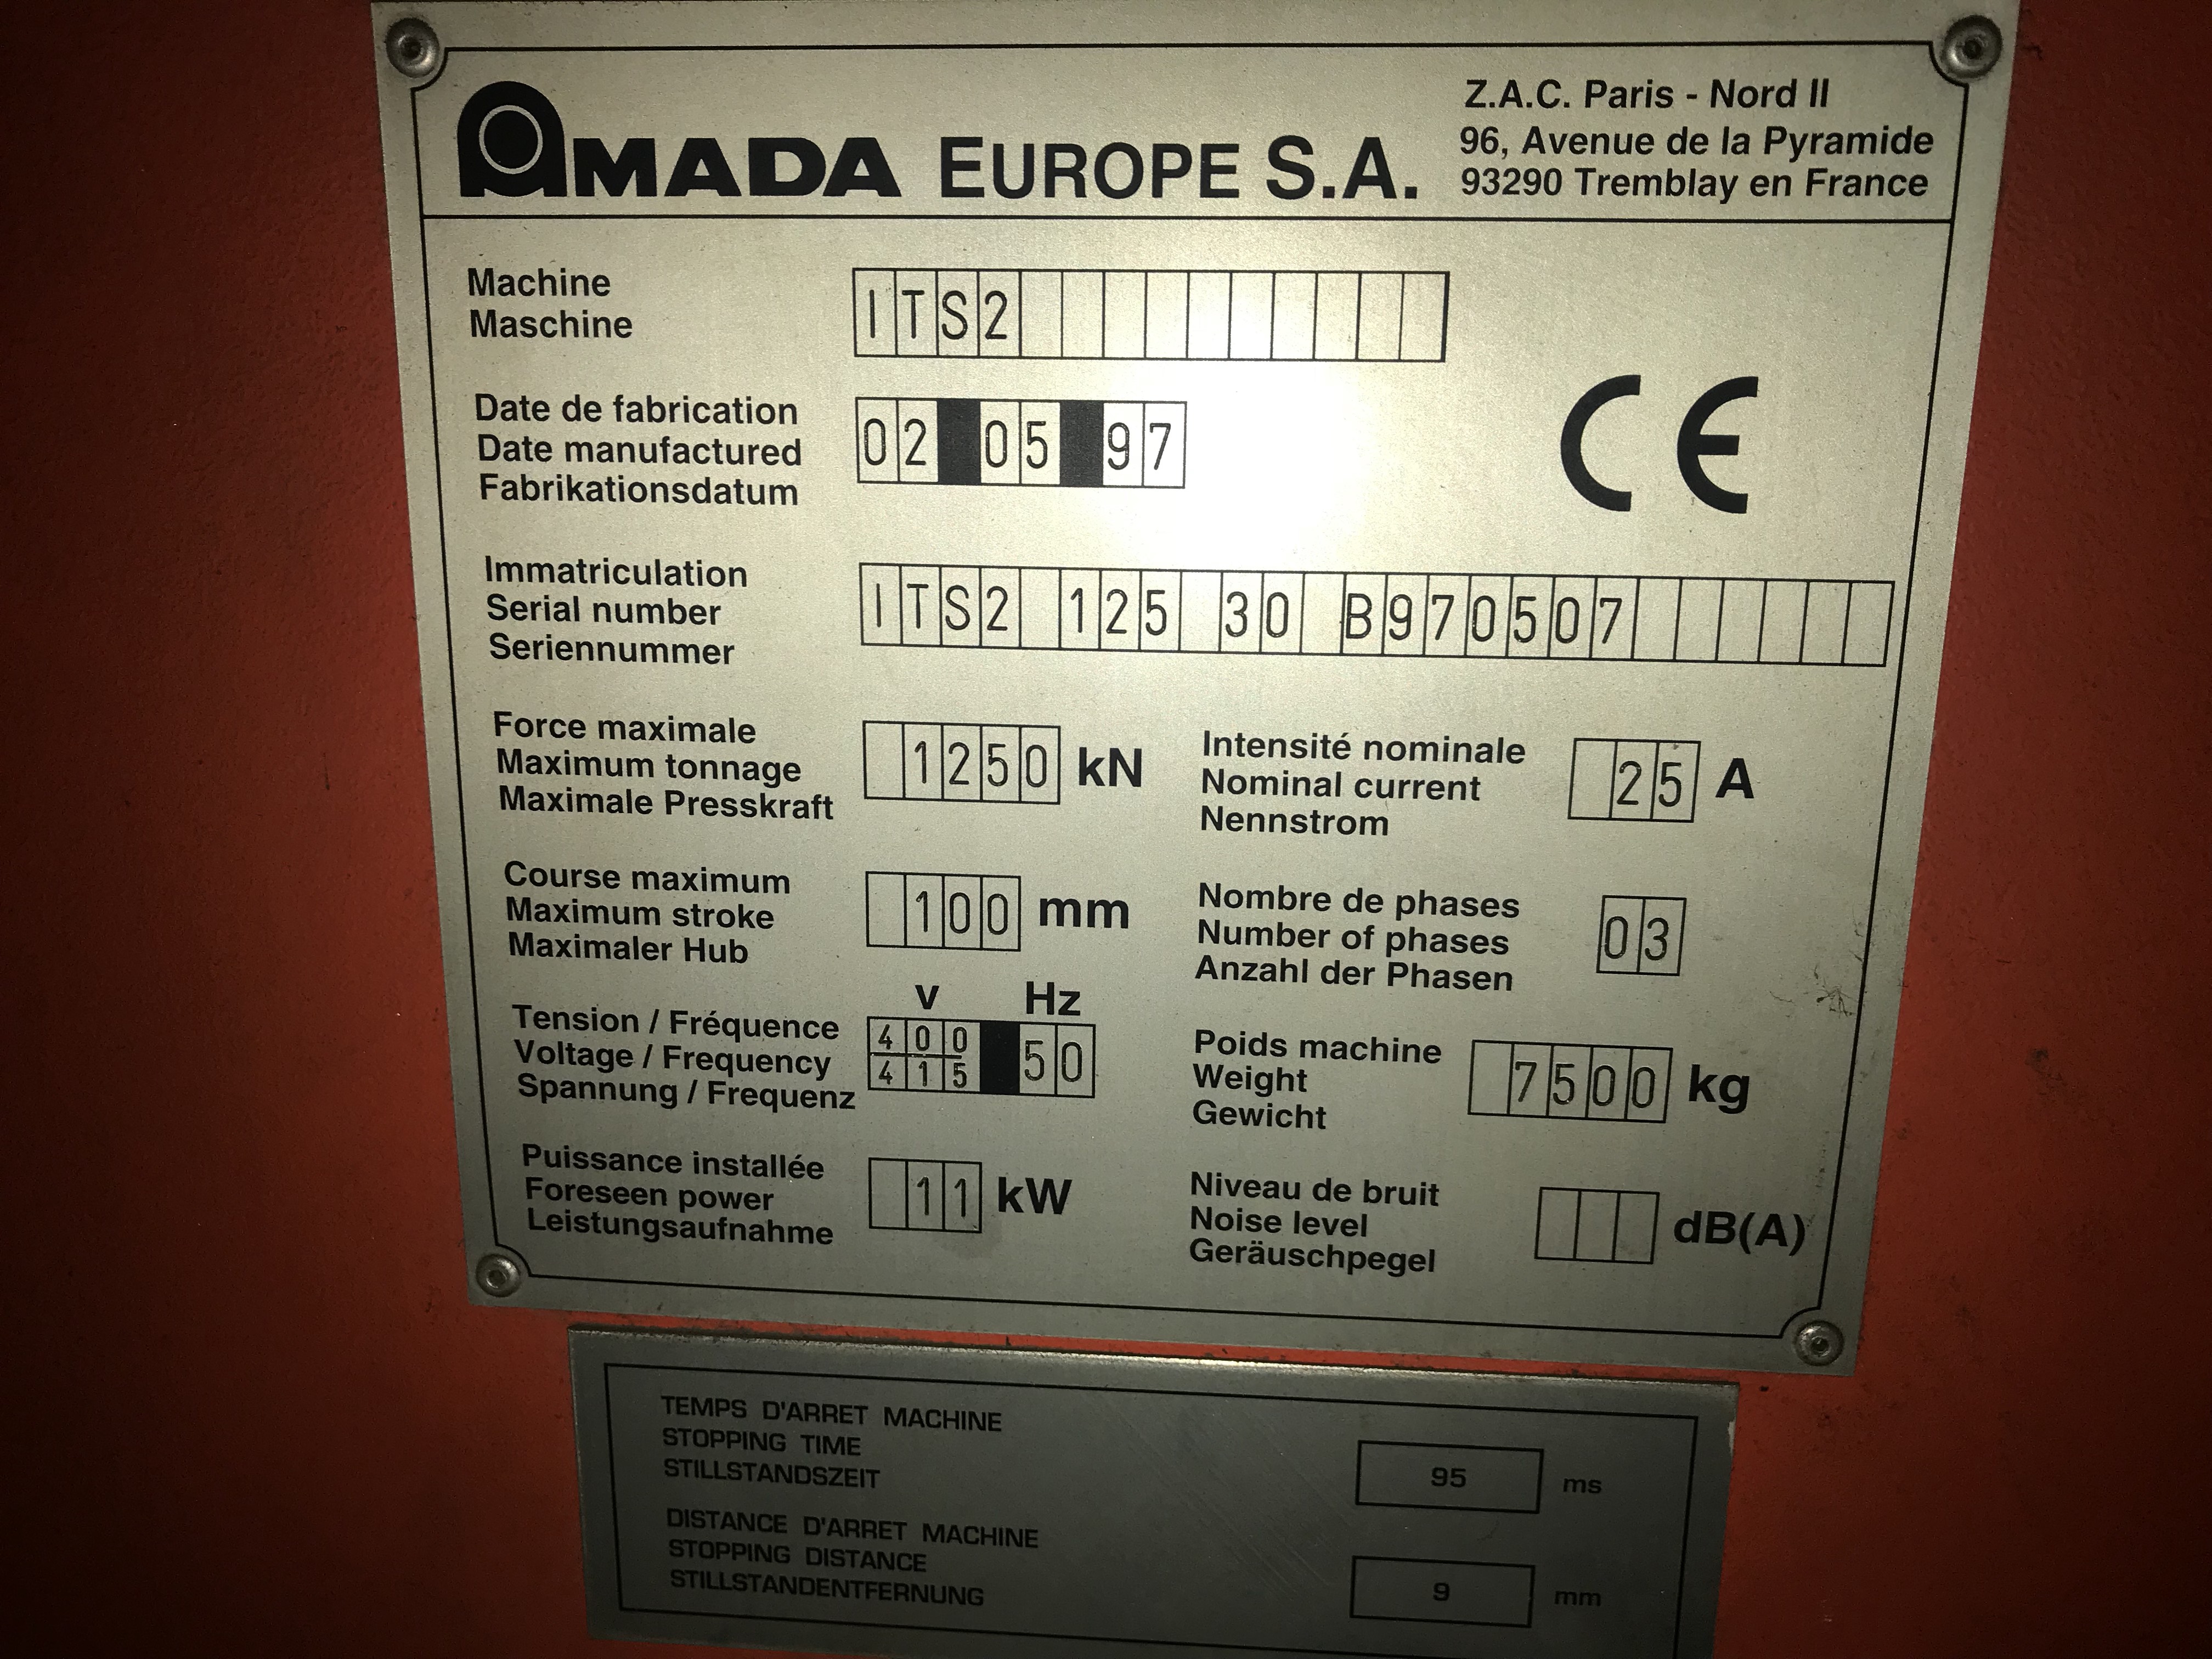 AMADA EUROPE S.A.
Z.A.C. Paris - Nord II
96, Avenue de la Pyramide
93290 Tremblay en France
Machine
Maschine
ITS2
CE
Date de fabrication
Date manufactured
Fabrikationsdatum
02 05 97
Immatriculation
Serial number
Seriennummer
ITS2 125 30 B970507
Force maximale
Maximum tonnage
Maximale Presskraft
1250 kN
Intensité nominale
Nominal current
Nennstrom
25 A
Course maximum
Maximum stroke
Maximaler Hub
100 mm
Nombre de phases
Number of phases
Anzahl der Phasen
03
Tension / Fréquence
Voltage / Frequency
Spannung / Frequenz
V Hz
400
415
50
Poids machine
Weight
Gewicht
7500 kg
Puissance installée
Foreseen power
Leistungsaufnahme
11 kW
Niveau de bruit
Noise level
Geräuschpegel
dB(A)
TEMPS D'ARRET MACHINE
STOPPING TIME
STILLSTANDSZEIT
95 ms
DISTANCE D'ARRET MACHINE
STOPPING DISTANCE
STILLSTANDENTFERNUNG
9 mm